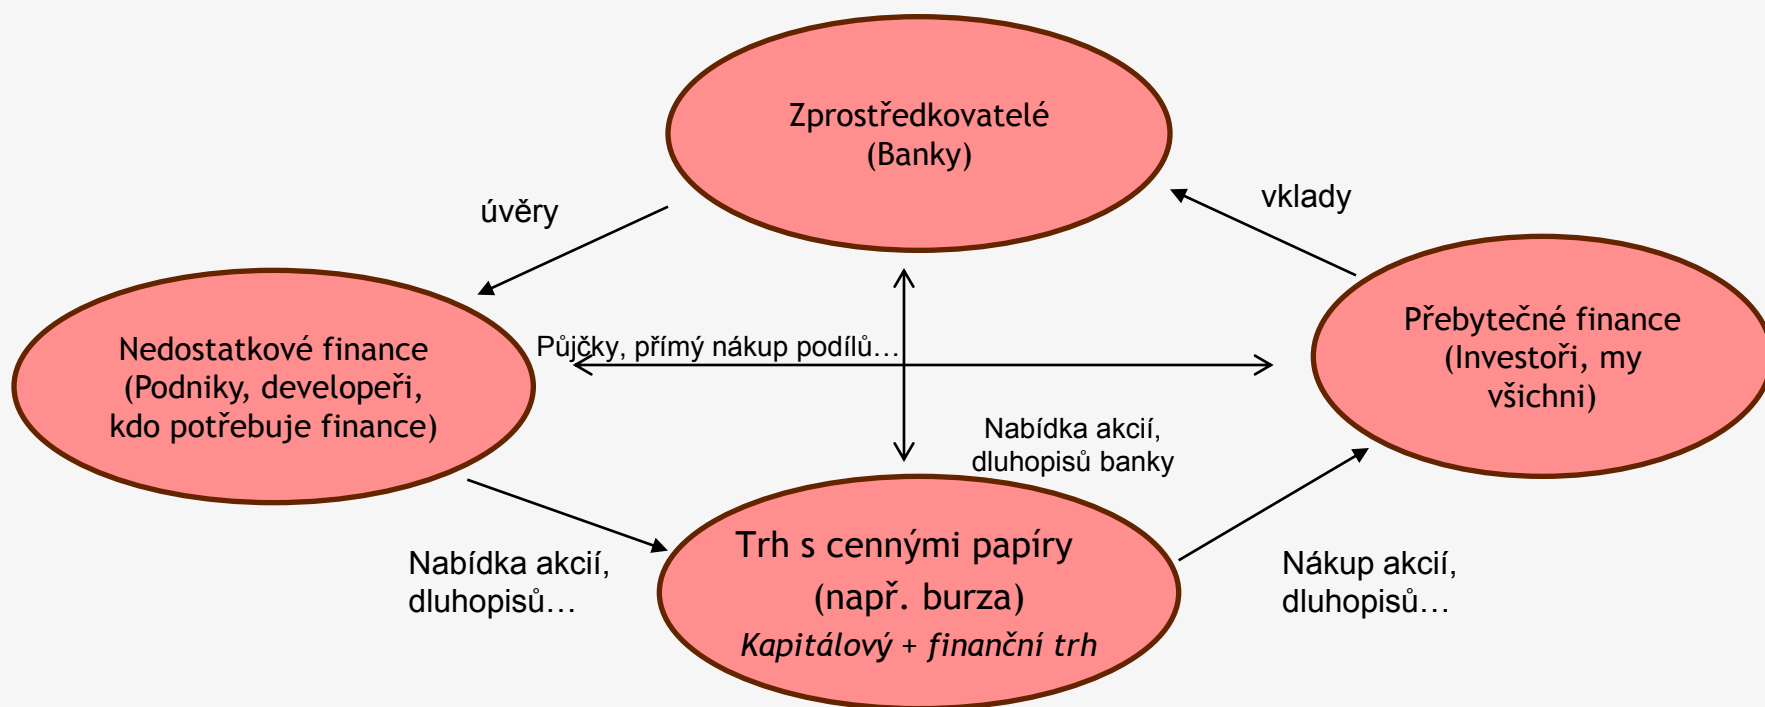 Zprostředkovatelé
(Banky)
úvěry
vklady
Nedostatkové finance
(Podniky, developeři,
kdo potřebuje finance)
Půjčky, přímý nákup podílů…
Přebytečné finance
(Investoři, my
všichni)
Nabídka akcií,
dluhopisů banky
Nabídka akcií,
dluhopisů…
Trh s cennými papíry
(např. burza)
Kapitálový + finanční trh
Nákup akcií,
dluhopisů…